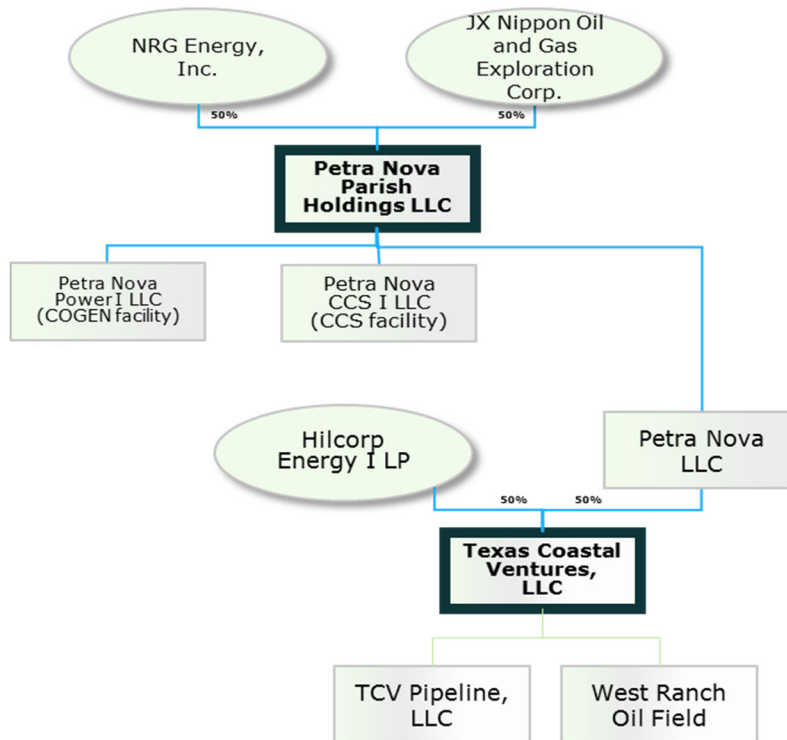 NRG Energy,
Inc.
JX Nippon Oil
and Gas
Exploration
Corp.
50%
50%
Petra Nova
Parish
Holdings LLC
Petra Nova
Power I LLC
(COGEN facility)
Petra Nova
CCS I LLC
(CCS facility)
Hilcorp
Energy I LP
Petra Nova
LLC
50%
50%
Texas Coastal
Ventures,
LLC
TCV Pipeline,
LLC
West Ranch
Oil Field